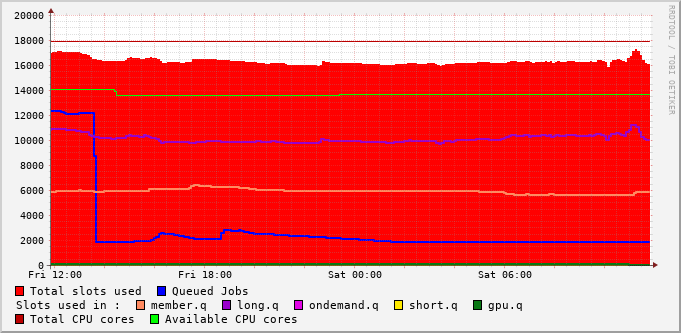 20000
18000
16000
14000
12000
10000
8000
6000
4000
2000
0
Fri 12:00 Fri 18:00 Sat 00:00 Sat 06:00
Total slots used Queued Jobs
Slots used in : member.q long.q ondemand.q short.q gpu.q
Total CPU cores Available CPU cores
RRDTOOL / TOBI OETIKER